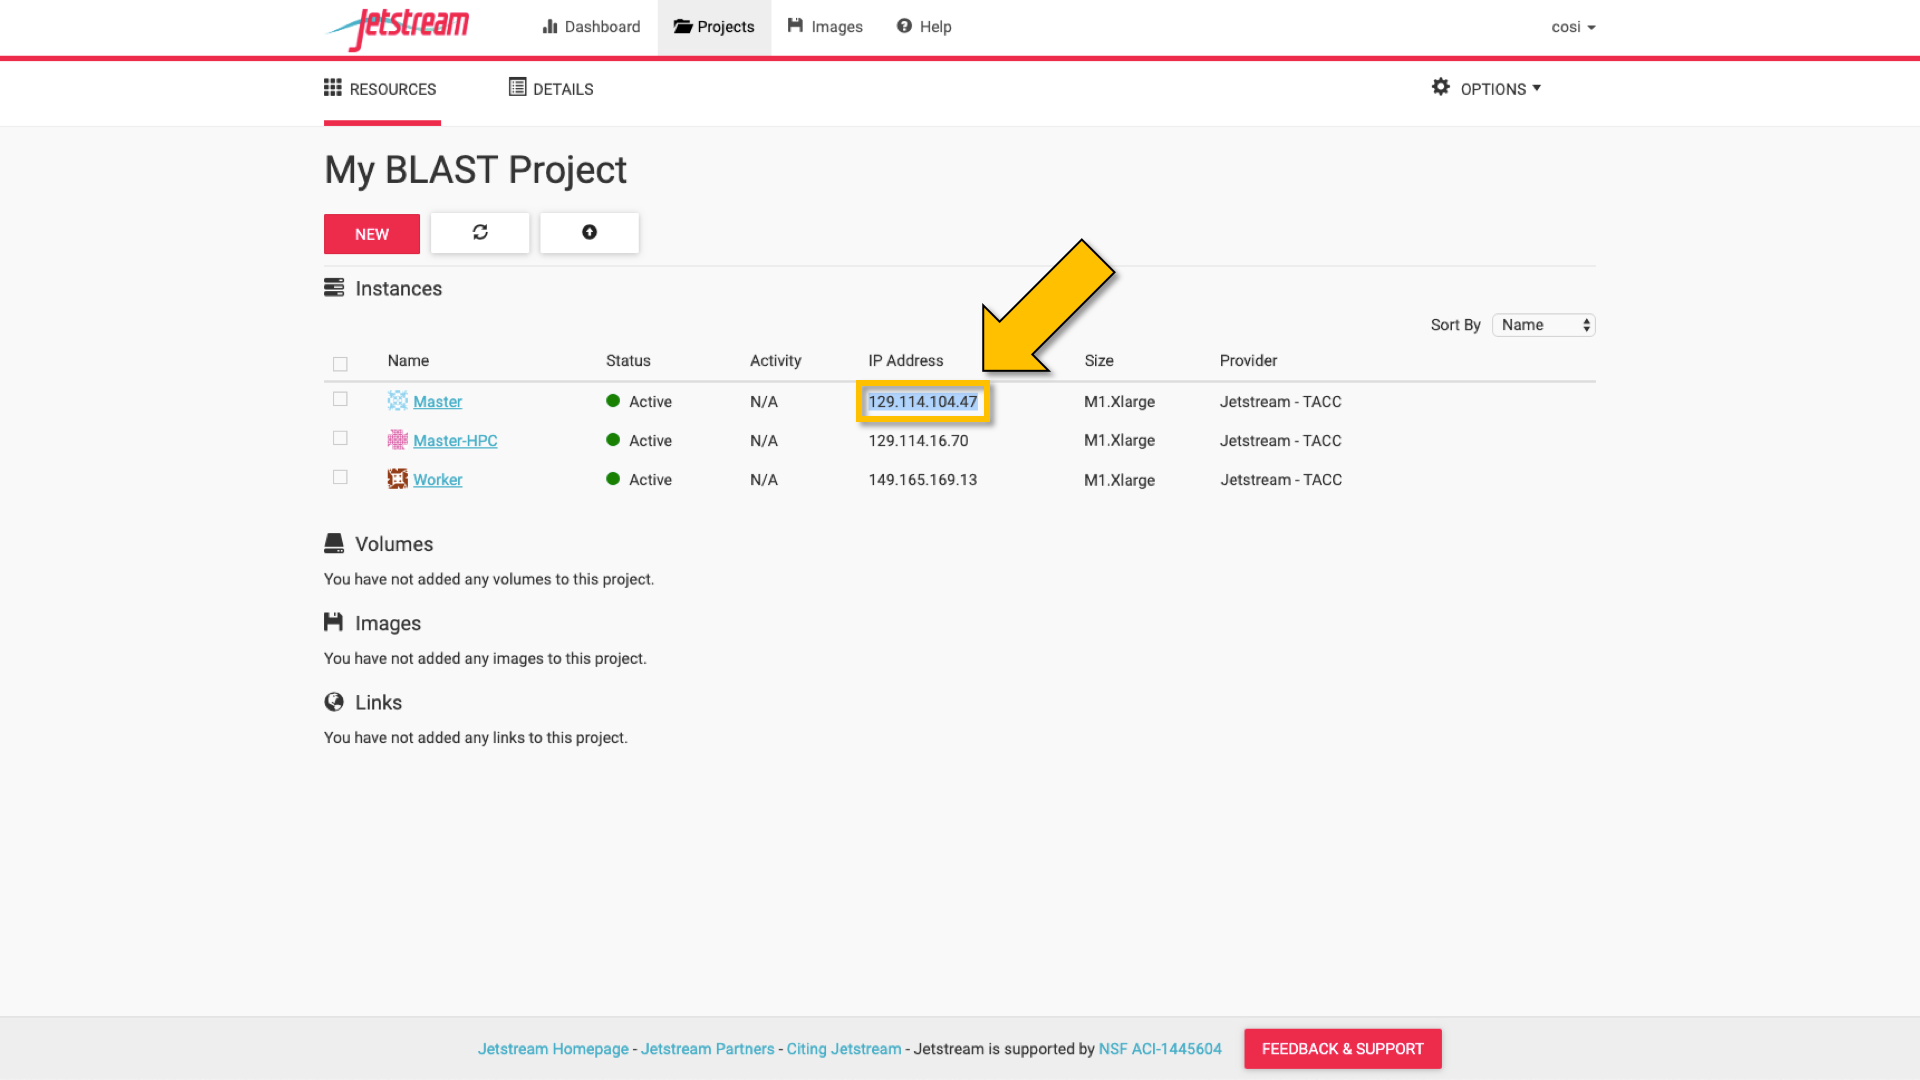 Jetstream Dashboard Projects Images Help cosi
RESOURCES DETAILS OPTIONS
My BLAST Project
NEW
Instances
Sort By Name
Name Status Activity IP Address Size Provider
Master Active N/A 129.114.104.47 M1.Xlarge Jetstream - TACC
Master-HPC Active N/A 129.114.16.70 M1.Xlarge Jetstream - TACC
Worker Active N/A 149.165.169.13 M1.Xlarge Jetstream - TACC
Volumes
You have not added any volumes to this project.
Images
You have not added any images to this project.
Links
You have not added any links to this project.
Jetstream Homepage - Jetstream Partners - Citing Jetstream - Jetstream is supported by NSF ACI-1445604 FEEDBACK & SUPPORT